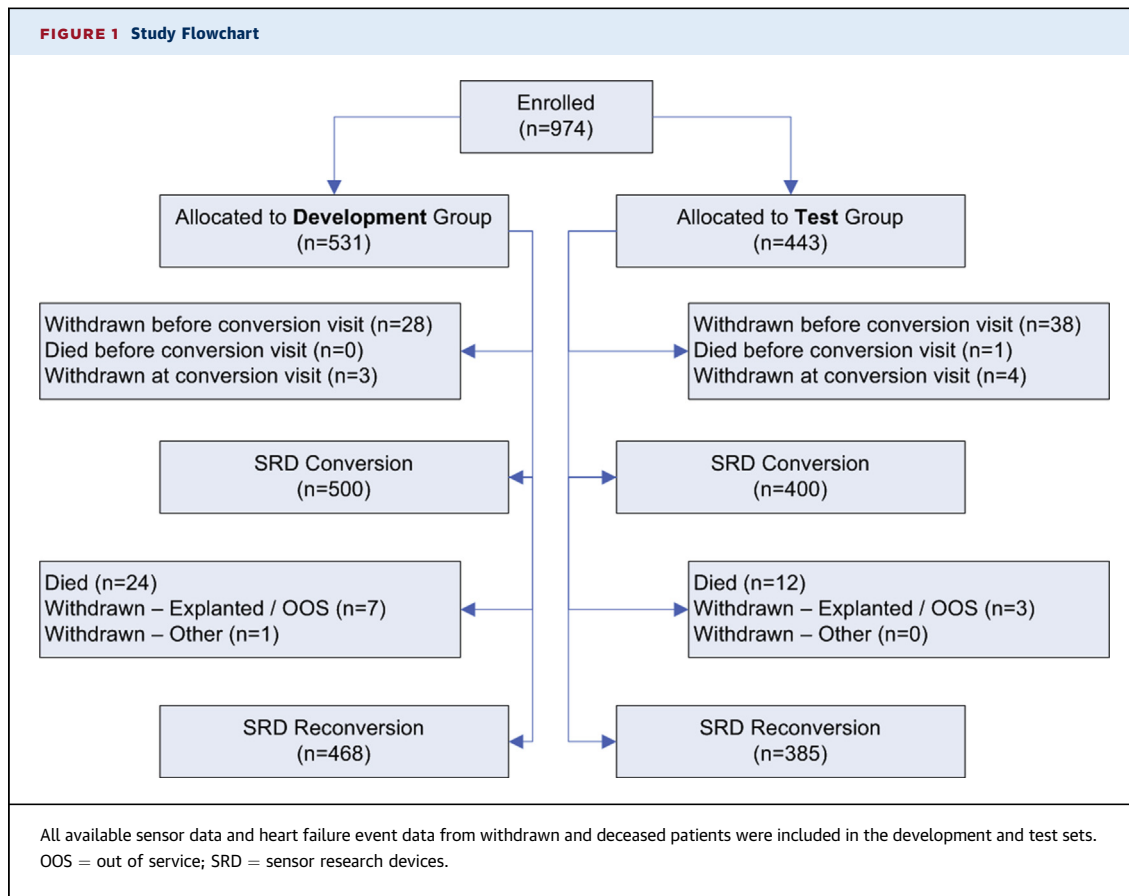 FIGURE 1 Study Flowchart
Enrolled
(n=974)
Allocated to Development Group
(n=531)
Allocated to Test Group
(n=443)
Withdrawn before conversion visit (n=28)
Died before conversion visit (n=0)
Withdrawn at conversion visit (n=3)
Withdrawn before conversion visit (n=38)
Died before conversion visit (n=1)
Withdrawn at conversion visit (n=4)
SRD Conversion
(n=500)
SRD Conversion
(n=400)
Died (n=24)
Withdrawn – Explanted / OOS (n=7)
Withdrawn – Other (n=1)
Died (n=12)
Withdrawn – Explanted / OOS (n=3)
Withdrawn – Other (n=0)
SRD Reconversion
(n=468)
SRD Reconversion
(n=385)
All available sensor data and heart failure event data from withdrawn and deceased patients were included in the development and test sets.
OOS = out of service; SRD = sensor research devices.